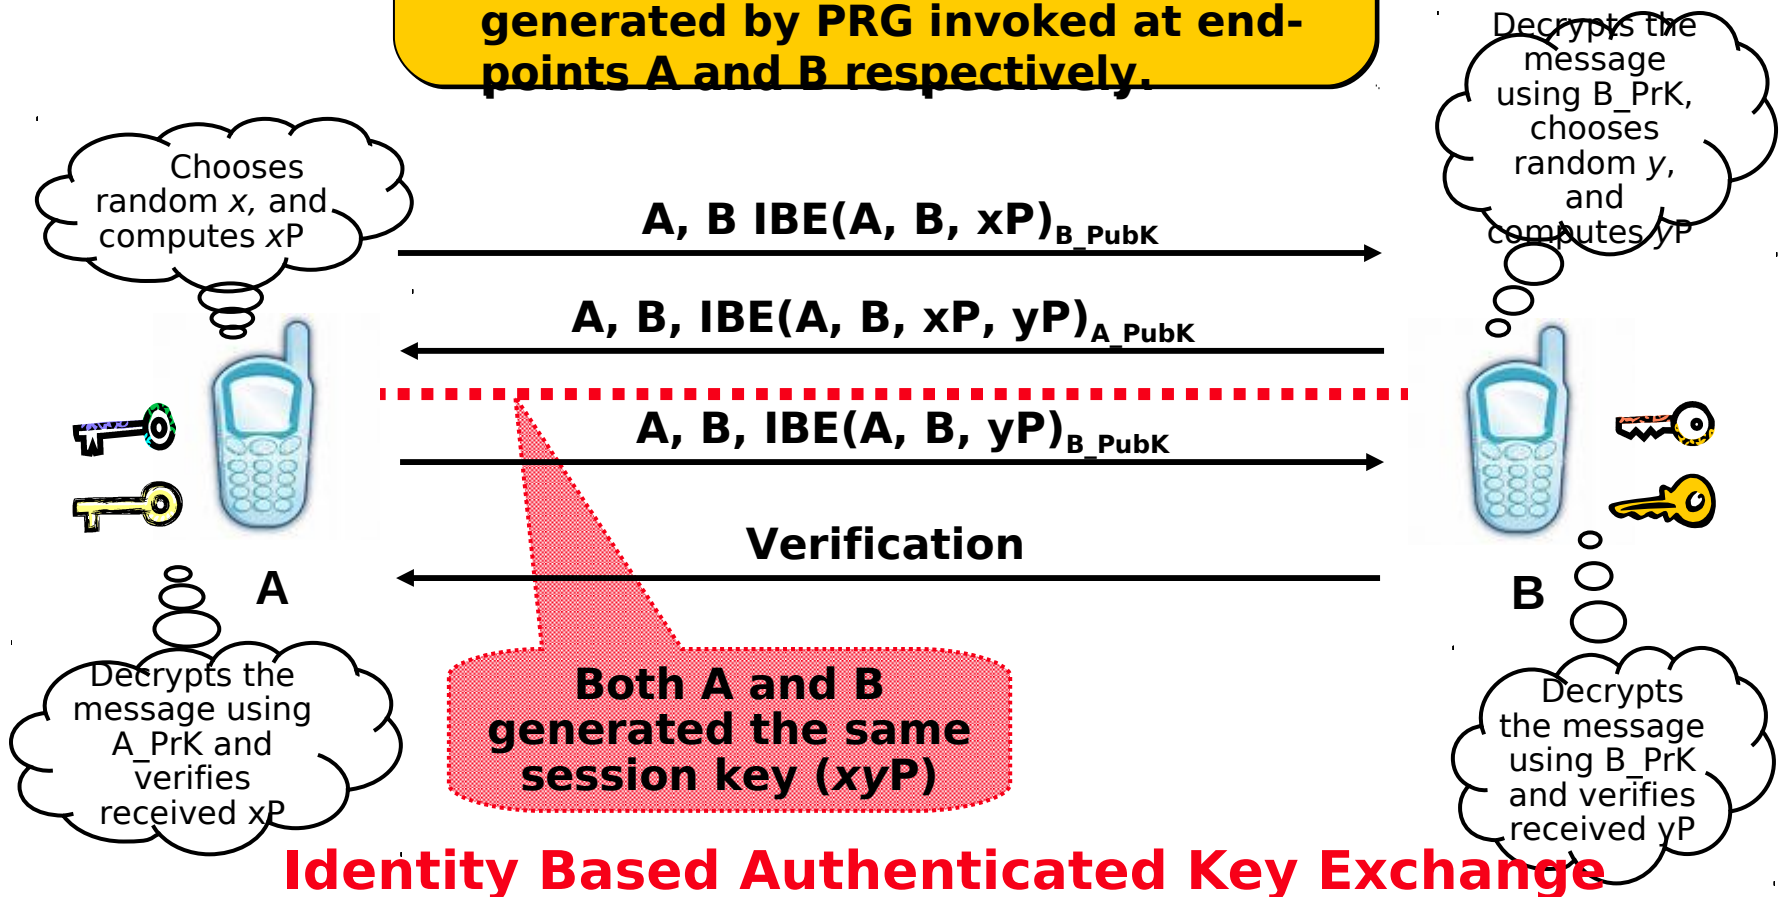 generated by PRG invoked at end-
points A and B respectively.
Decrypts the
message
using B_PrK,
chooses
random y,
and
computes yP
Chooses
random x, and
computes xP
A, B IBE(A, B, xP)B_PubK
A, B, IBE(A, B, xP, yP)A_PubK
A, B, IBE(A, B, yP)B_PubK
Verification
A
B
Decrypts the
message using
A_PrK and
verifies
received xP
Both A and B
generated the same
session key (xyP)
Decrypts
the message
using B_PrK
and verifies
received yP
Identity Based Authenticated Key Exchange